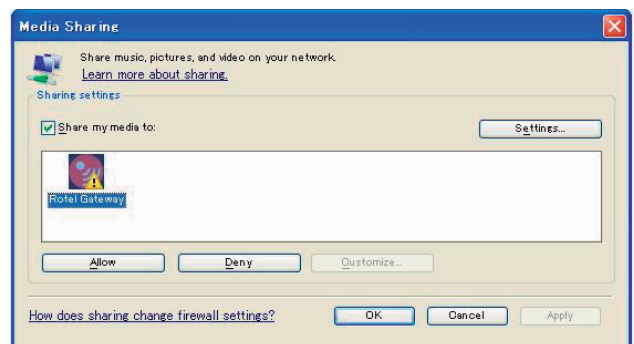 Media Sharing
Share music, pictures, and video on your network.
Learn more about sharing.
Sharing settings
Share my media to:
Settings...
Rotel Gateway
Allow
Deny
Customize...
How does sharing change firewall settings?
OK
Cancel
Apply